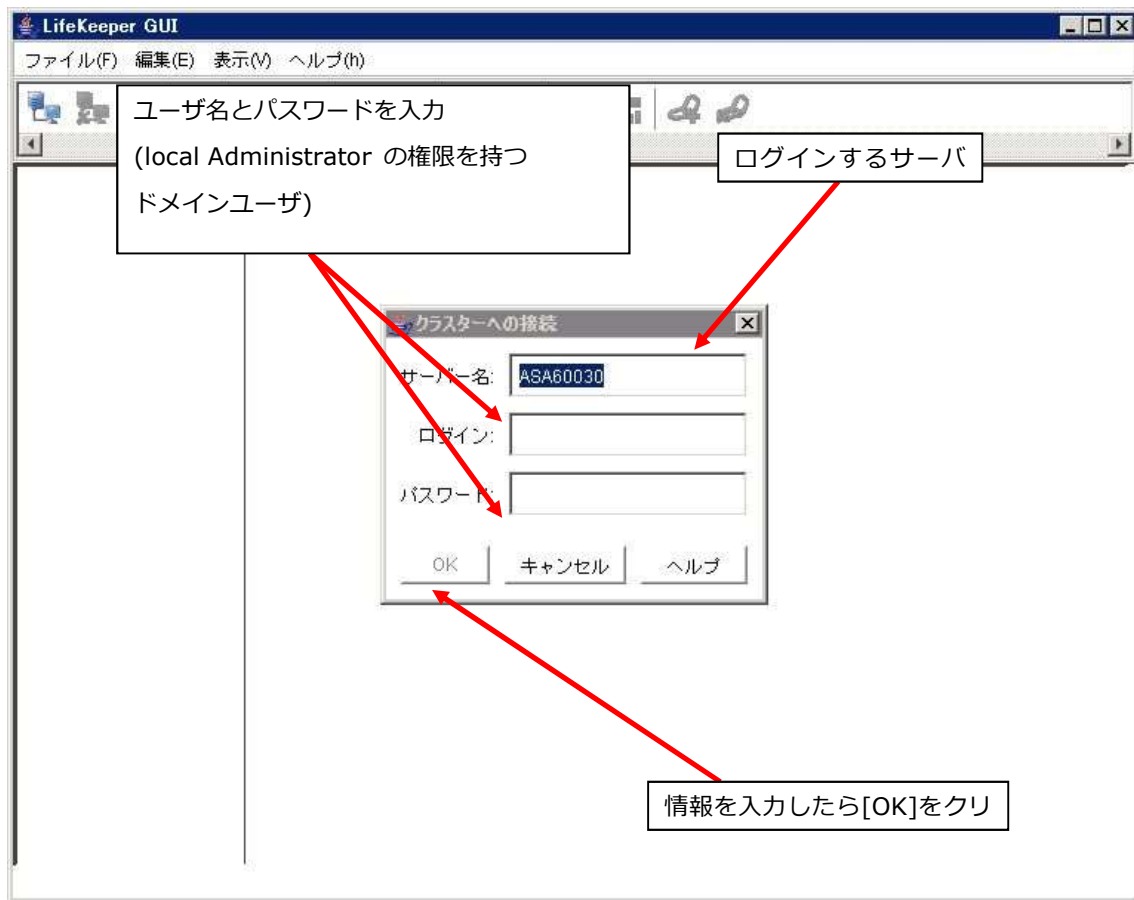 LifeKeeper GUI
ファイル(F) 編集(E) 表示(V) ヘルプ(h)
ユーザ名とパスワードを入力
(local Administrator の権限を持つ
ドメインユーザ)
ログインするサーバ
クラスターへの接続
サーバー名: ASA60030
ログイン:
パスワード:
OK キャンセル ヘルプ
情報を入力したら[OK]をクリ